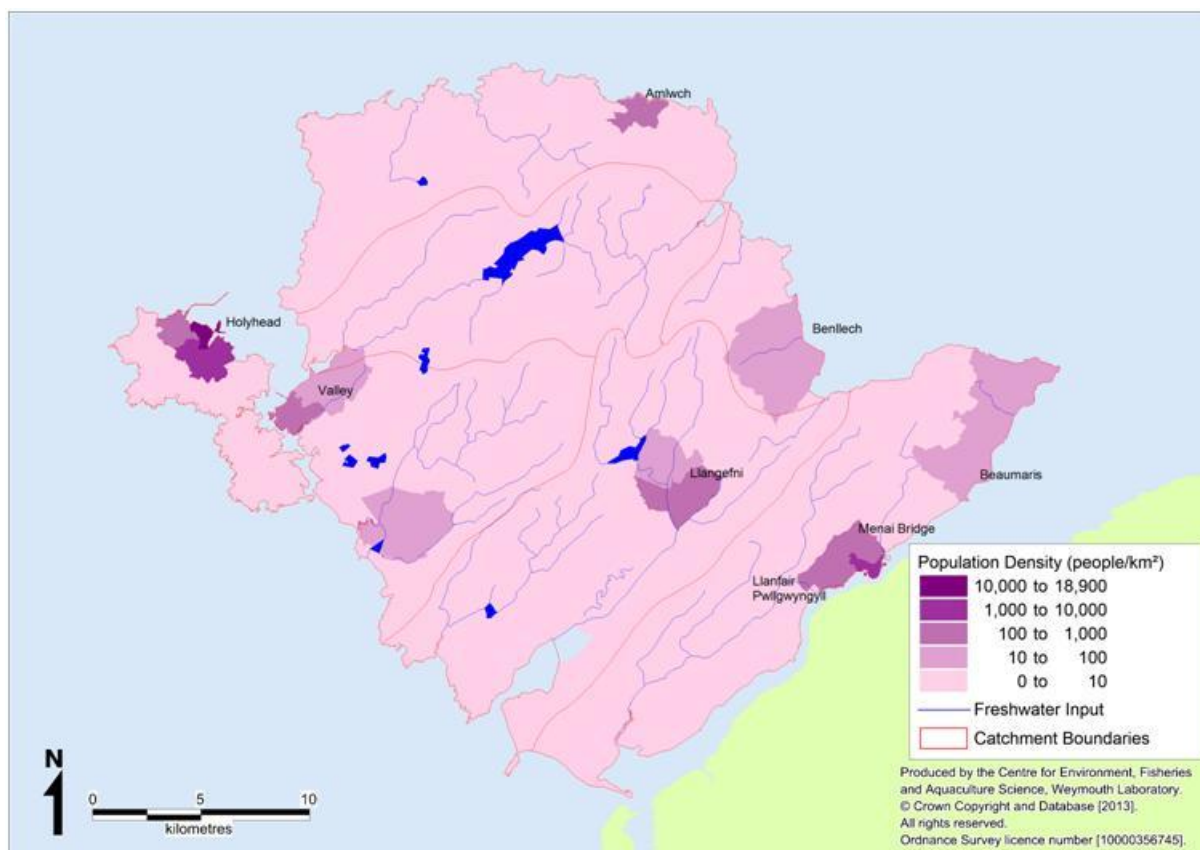 Amlwch
Holyhead
Benllech
Valley
Llangefni
Beaumaris
Menai Bridge
Llanfair
Pwllgwyngyll
Population Density (people/km²)
10,000 to 18,900
1,000 to 10,000
100 to 1,000
10 to 100
0 to 10
Freshwater Input
Catchment Boundaries
N
0 5 10
kilometres
Produced by the Centre for Environment, Fisheries
and Aquaculture Science, Weymouth Laboratory.
© Crown Copyright and Database [2013].
All rights reserved.
Ordnance Survey licence number [10000356745].